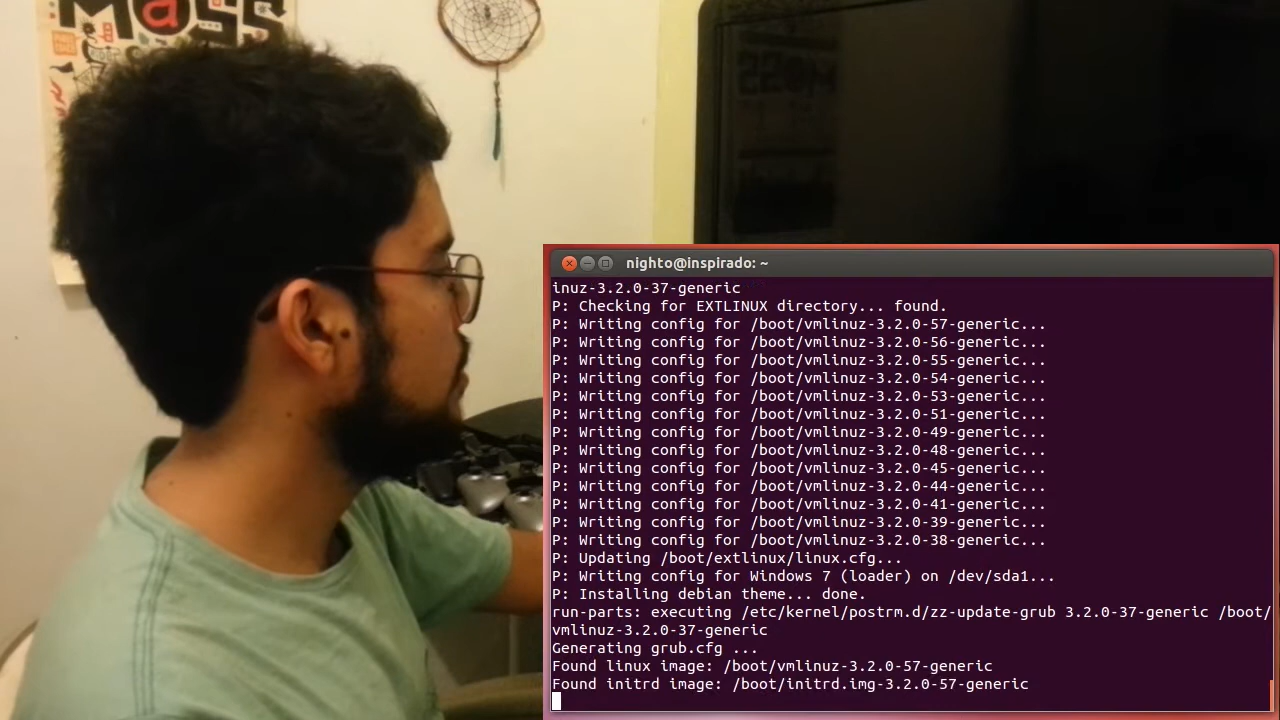 MaSS
nighto@inspirado: ~
inuz-3.2.0-37-generic
P: Checking for EXTLINUX directory... found.
P: Writing config for /boot/vmlinuz-3.2.0-57-generic...
P: Writing config for /boot/vmlinuz-3.2.0-56-generic...
P: Writing config for /boot/vmlinuz-3.2.0-55-generic...
P: Writing config for /boot/vmlinuz-3.2.0-54-generic...
P: Writing config for /boot/vmlinuz-3.2.0-53-generic...
P: Writing config for /boot/vmlinuz-3.2.0-51-generic...
P: Writing config for /boot/vmlinuz-3.2.0-49-generic...
P: Writing config for /boot/vmlinuz-3.2.0-48-generic...
P: Writing config for /boot/vmlinuz-3.2.0-45-generic...
P: Writing config for /boot/vmlinuz-3.2.0-44-generic...
P: Writing config for /boot/vmlinuz-3.2.0-41-generic...
P: Writing config for /boot/vmlinuz-3.2.0-39-generic...
P: Writing config for /boot/vmlinuz-3.2.0-38-generic...
P: Updating /boot/extlinux/linux.cfg...
P: Writing config for Windows 7 (loader) on /dev/sda1...
P: Installing debian theme... done.
run-parts: executing /etc/kernel/postrm.d/zz-update-grub 3.2.0-37-generic /boot/
vmlinuz-3.2.0-37-generic
Generating grub.cfg ...
Found linux image: /boot/vmlinuz-3.2.0-57-generic
Found initrd image: /boot/initrd.img-3.2.0-57-generic